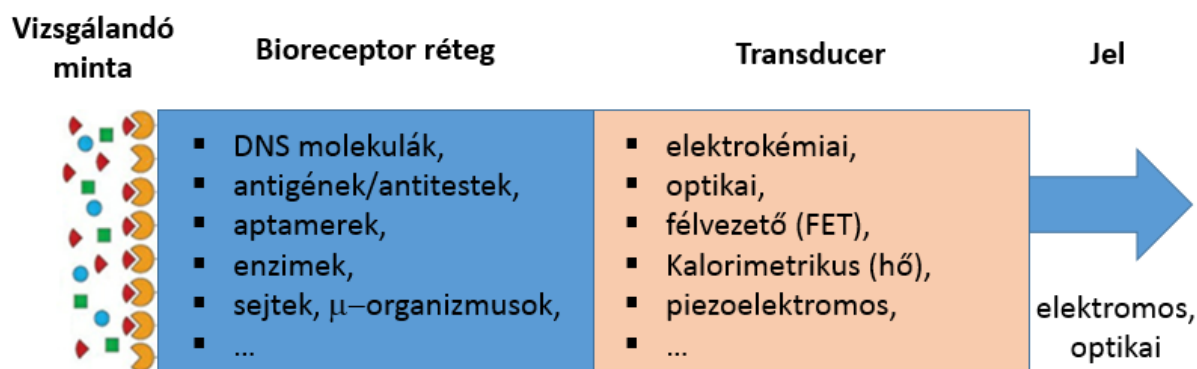 Vizsgálandó
minta
Bioreceptor réteg
Transducer
Jel
▪ DNS molekulák,
▪ antigének/antitestek,
▪ aptamerek,
▪ enzimek,
▪ sejtek, μ–organizmusok,
▪ ...
▪ elektrokémiai,
▪ optikai,
▪ félvezető (FET),
▪ Kalorimetrikus (hő),
▪ piezoelektromos,
▪ ...
elektromos,
optikai